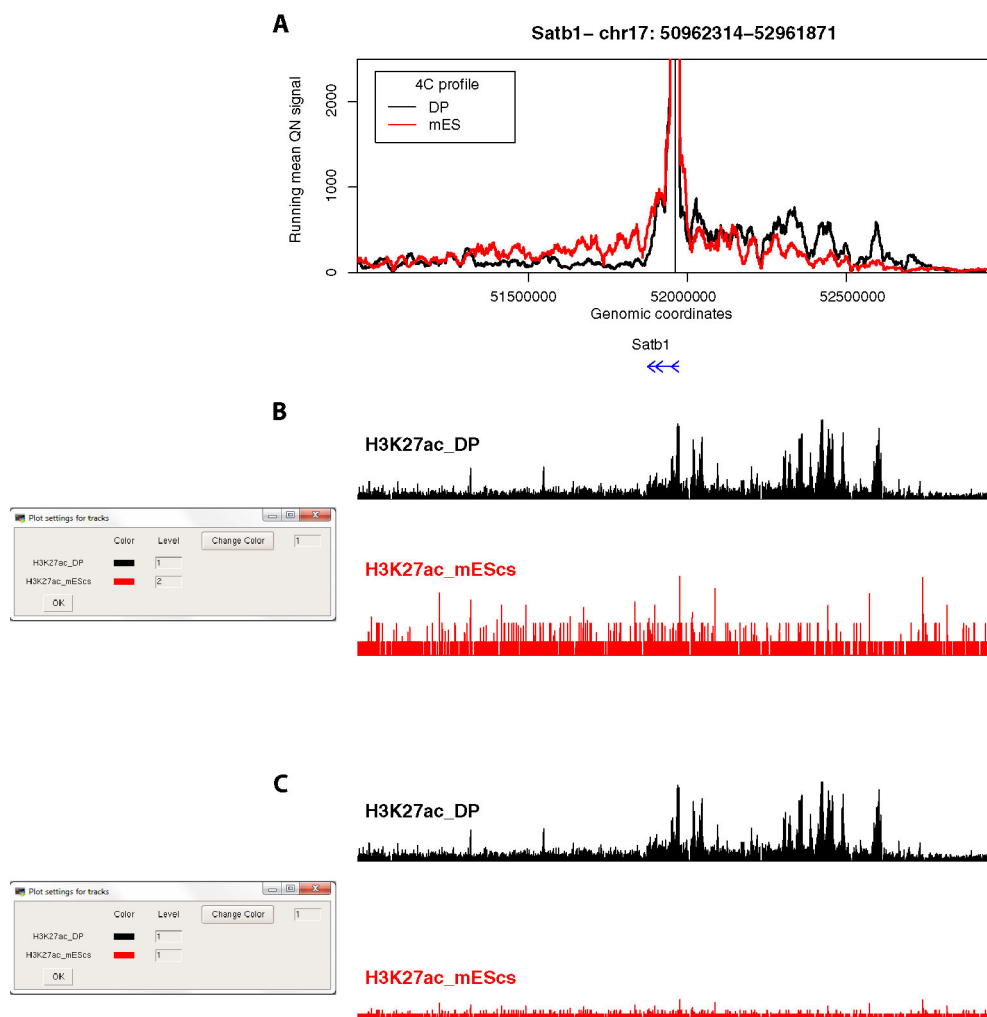 A
Satb1– chr17: 50962314–52961871
Running mean QN signal
0
1000
2000
4C profile
DP
mES
51500000
52000000
52500000
Genomic coordinates
Satb1
B
H3K27ac_DP
H3K27ac_mEScs
Plot settings for tracks
Color Level Change Color 1
H3K27ac_DP 1
H3K27ac_mEScs 2
OK
C
H3K27ac_DP
H3K27ac_mEScs
Plot settings for tracks
Color Level Change Color 1
H3K27ac_DP 1
H3K27ac_mEScs 1
OK